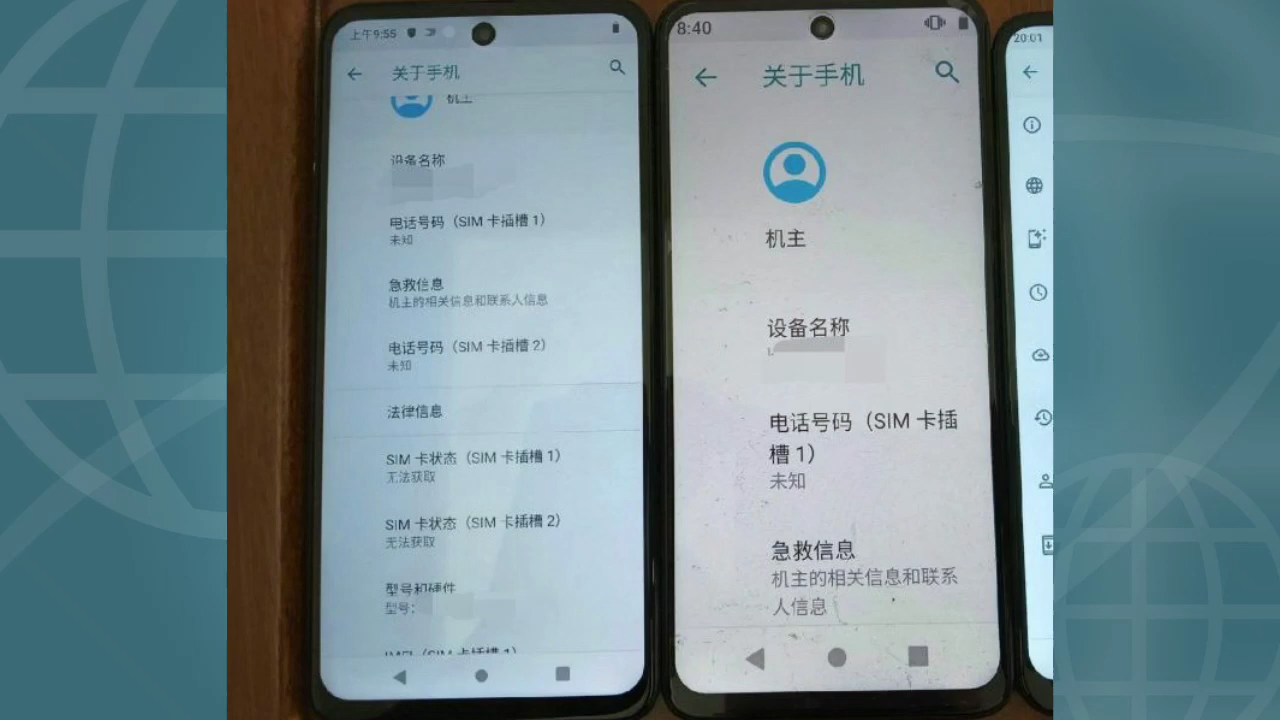 上午9:55
关于手机
机主
设备名称
电话号码（SIM 卡插槽 1）
未知
急救信息
机主的相关信息和联系人信息
电话号码（SIM 卡插槽 2）
未知
法律信息
SIM 卡状态（SIM 卡插槽 1）
无法获取
SIM 卡状态（SIM 卡插槽 2）
无法获取
型号和硬件
型号：
IMEI（SIM 卡插槽 1）
8:40
关于手机
机主
设备名称
电话号码（SIM 卡插
槽 1）
未知
急救信息
机主的相关信息和联系
人信息
20:01